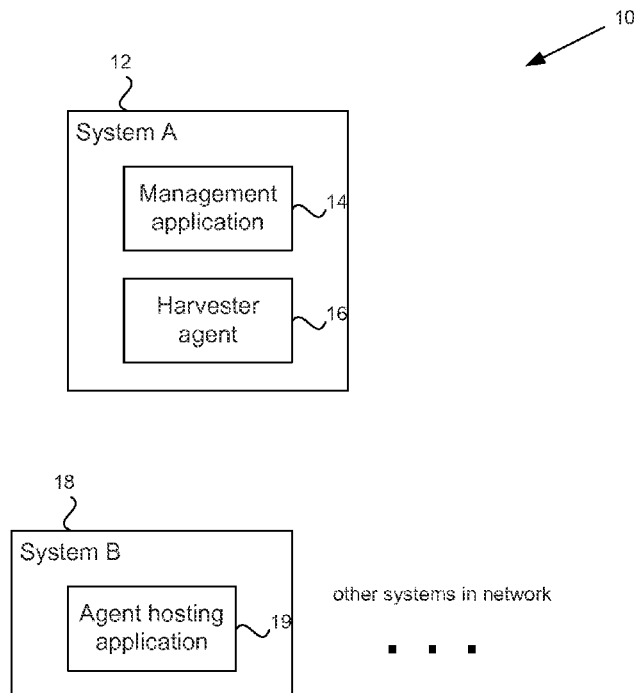 10
12
System A
Management
application
14
Harvester
agent
16
18
System B
Agent hosting
application
19
other systems in network